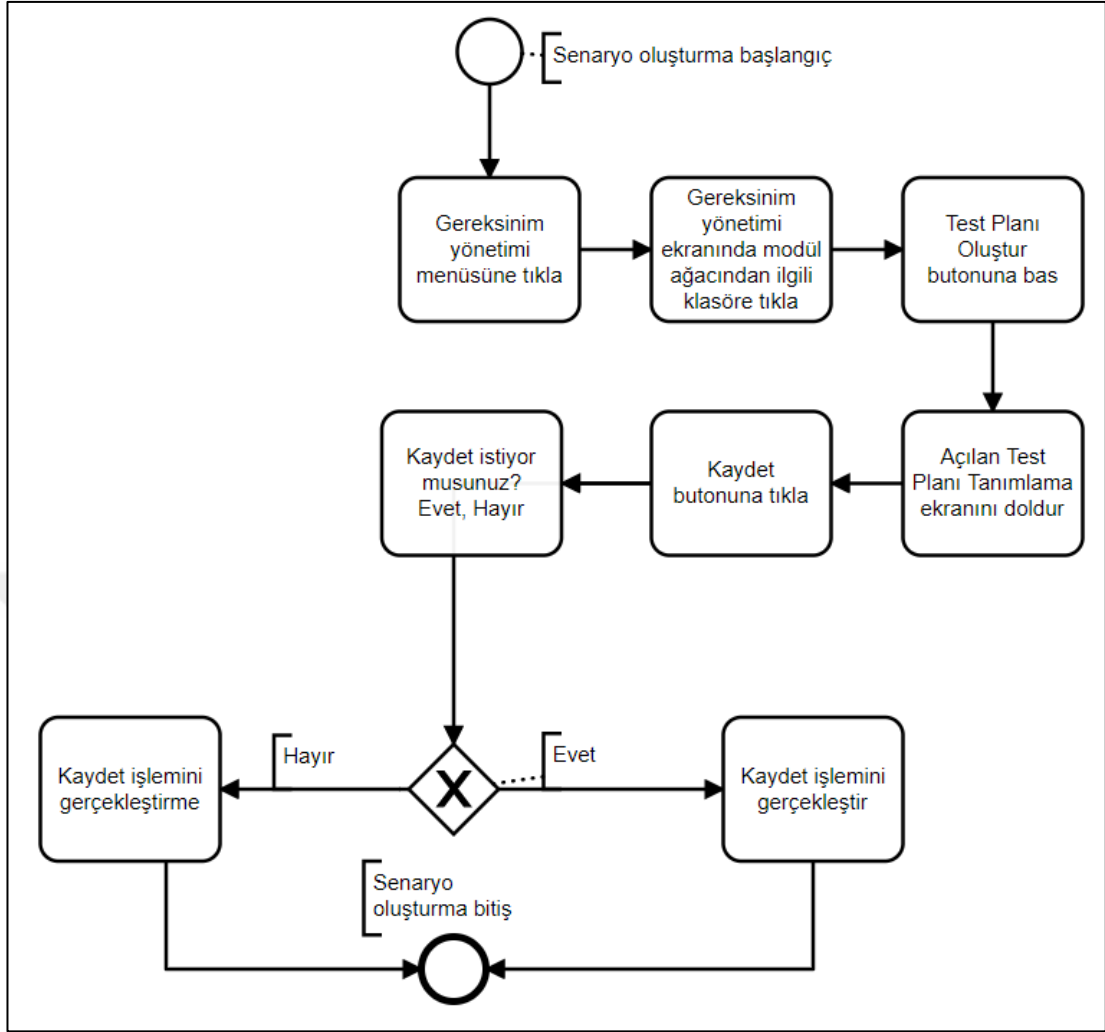 Senaryo oluşturma başlangıç
Gereksinim
yönetimi
menüsüne tıkla
Gereksinim
yönetimi
ekranında modül
ağacından ilgili
klasöre tıkla
Test Planı
Oluştur
butonuna bas
Açılan Test
Planı Tanımlama
ekranını doldur
Kaydet
butonuna tıkla
Kaydet istiyor
musunuz?
Evet, Hayır
Hayır
Evet
Kaydet işlemini
gerçekleştirme
X
Kaydet işlemini
gerçekleştir
Senaryo
oluşturma bitiş